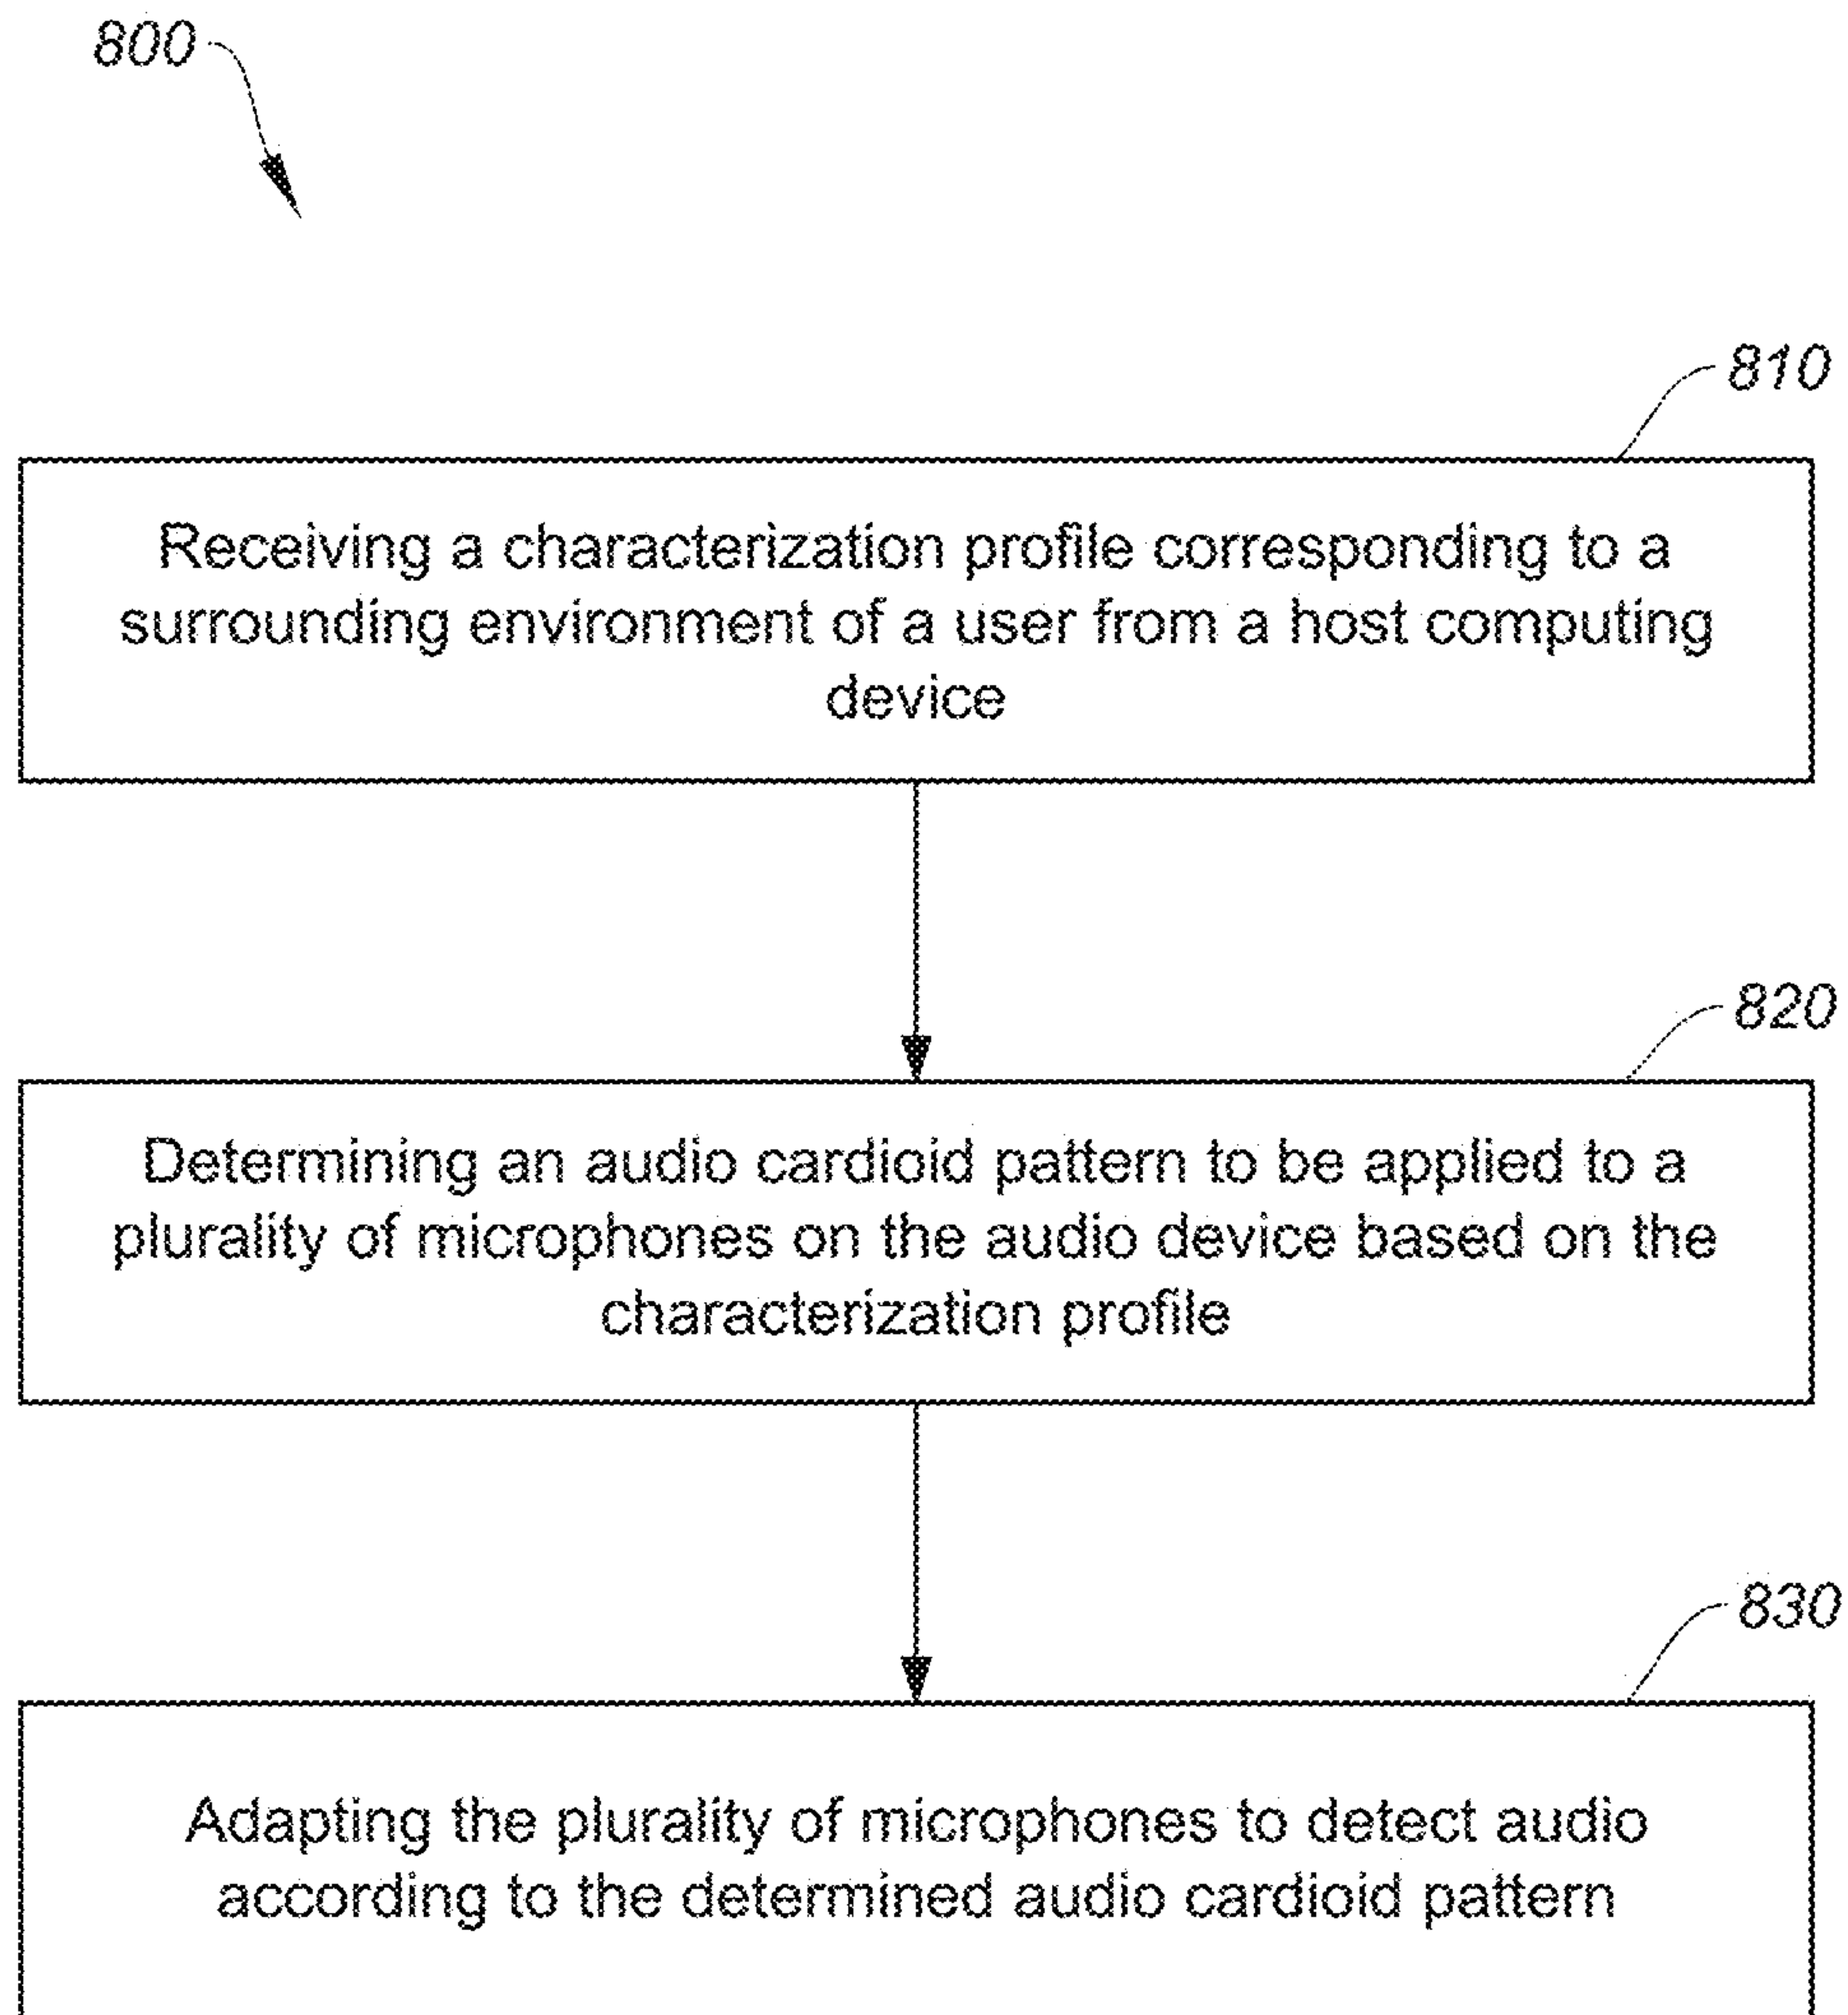 800
810
Receiving a characterization profile corresponding to a
surrounding environment of a user from a host computing
device
820
Determining an audio cardioid pattern to be applied to a
plurality of microphones on the audio device based on the
characterization profile
830
Adapting the plurality of microphones to detect audio
according to the determined audio cardioid pattern